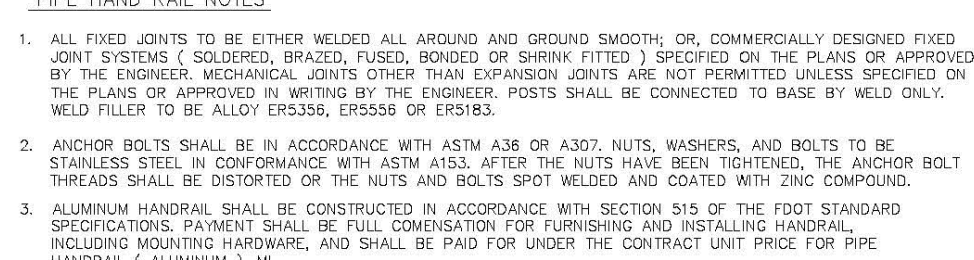 PIPE HAND RAIL NOTES
1. ALL FIXED JOINTS TO BE EITHER WELDED ALL AROUND AND GROUND SMOOTH; OR, COMMERCIALLY DESIGNED FIXED
JOINT SYSTEMS ( SOLDERED, BRAZED, FUSED, BONDED OR SHRINK FITTED ) SPECIFIED ON THE PLANS OR APPROVED
BY THE ENGINEER. MECHANICAL JOINTS OTHER THAN EXPANSION JOINTS ARE NOT PERMITTED UNLESS SPECIFIED ON
THE PLANS OR APPROVED IN WRITING BY THE ENGINEER. POSTS SHALL BE CONNECTED TO BASE BY WELD ONLY.
WELD FILLER TO BE ALLOY ER5356, ER5556 OR ER5183.
2. ANCHOR BOLTS SHALL BE IN ACCORDANCE WITH ASTM A36 OR A307. NUTS, WASHERS, AND BOLTS TO BE
STAINLESS STEEL IN CONFORMANCE WITH ASTM A153. AFTER THE NUTS HAVE BEEN TIGHTENED, THE ANCHOR BOLT
THREADS SHALL BE DISTORTED OR THE NUTS AND BOLTS SPOT WELDED AND COATED WITH ZINC COMPOUND.
3. ALUMINUM HANDRAIL SHALL BE CONSTRUCTED IN ACCORDANCE WITH SECTION 515 OF THE FDOT STANDARD
SPECIFICATIONS. PAYMENT SHALL BE FULL COMENSATION FOR FURNISHING AND INSTALLING HANDRAIL,
INCLUDING MOUNTING HARDWARE, AND SHALL BE PAID FOR UNDER THE CONTRACT UNIT PRICE FOR PIPE
HANDRAIL ( ALUMINUM )